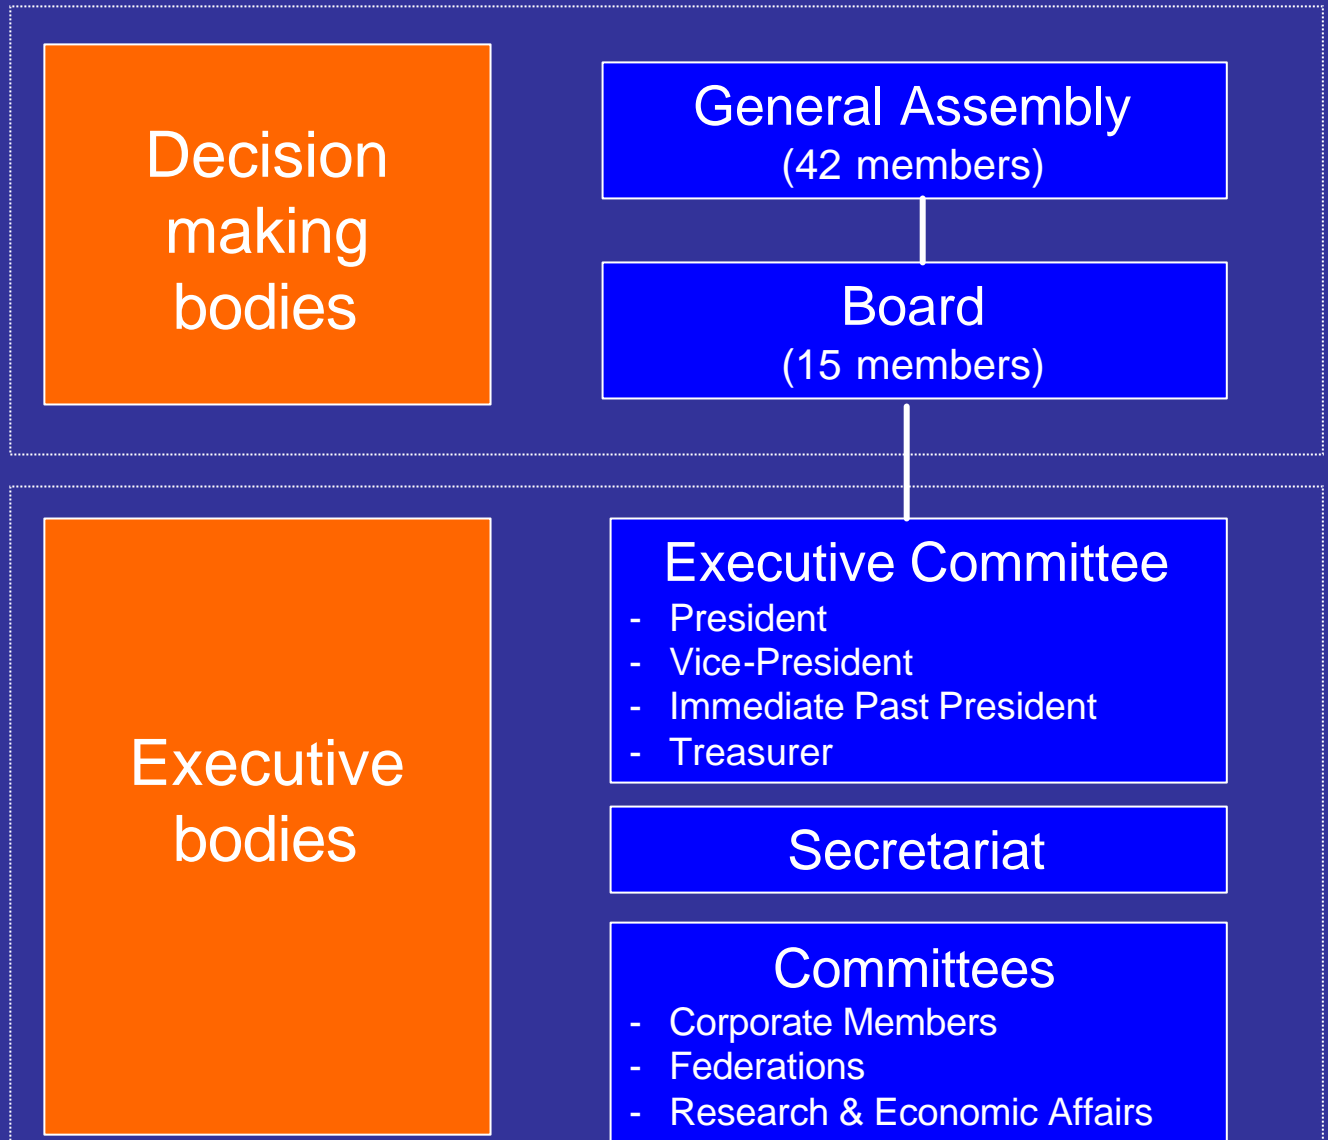 Decision
making
bodies
General Assembly
(42 members)
Board
(15 members)
Executive
bodies
Executive Committee
- President
- Vice-President
- Immediate Past President
- Treasurer
Secretariat
Committees
- Corporate Members
- Federations
- Research & Economic Affairs